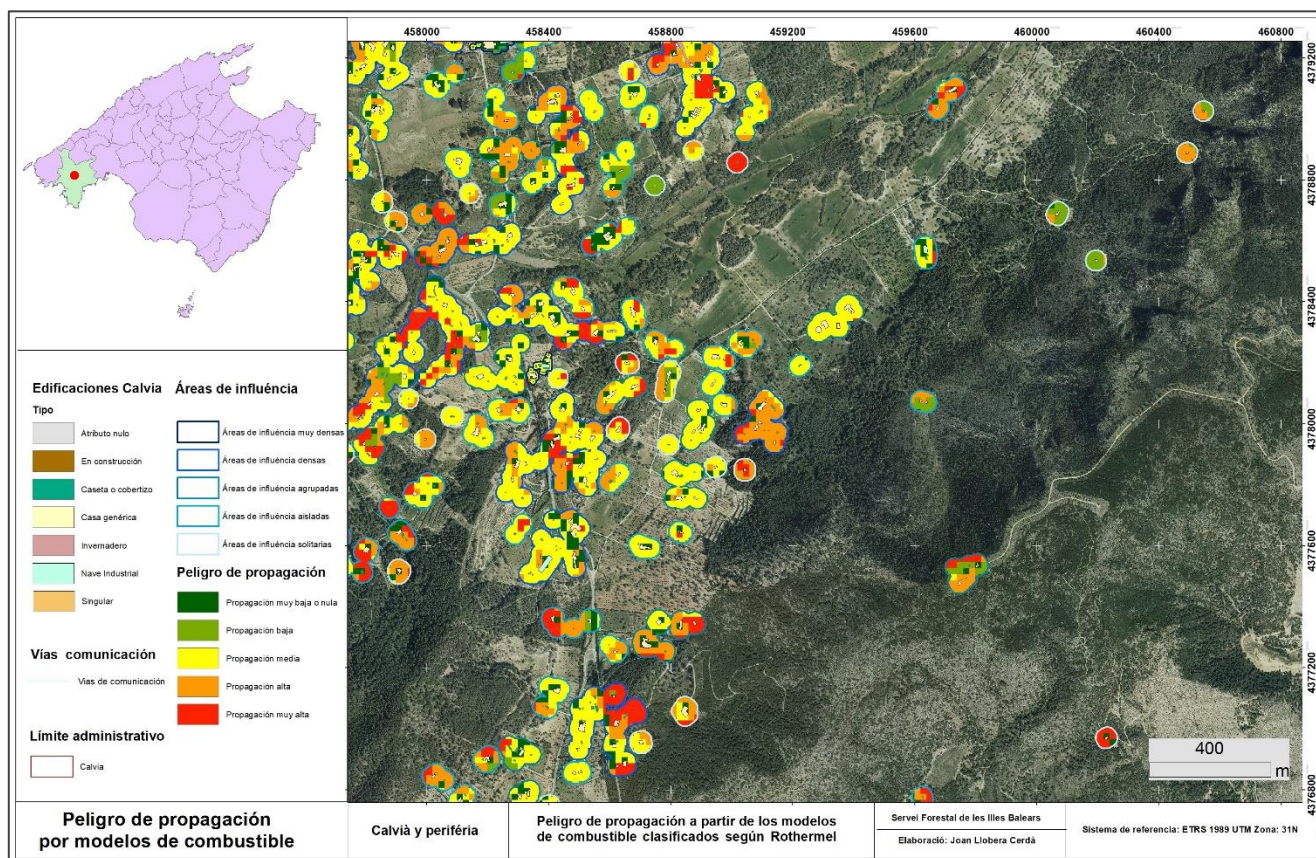 458000 458400 458800 459200 459600 460000 460400 460800
4379200
4378800
4378400
4378000
4377600
4377200
4376800
Edificaciones Calvia
Tipo
Atributo nulo
En construcción
Caseta o cobertizo
Casa genérica
Invernadero
Nave Industrial
Singular
Vías comunicación
Vias de comunicación
Límite administrativo
Calvia
Áreas de influéncia
Áreas de influéncia muy densas
Áreas de influéncia densas
Áreas de influéncia agrupadas
Áreas de influéncia aisladas
Áreas de influéncia solitarias
Peligro de propagación
Propagación muy baja o nula
Propagación baja
Propagación media
Propagación alta
Propagación muy alta
400
m
Peligro de propagación
por modelos de combustible
Calvià y periféria
Peligro de propagación a partir de los modelos
de combustible clasificados según Rothermel
Servei Forestal de les Illes Balears
Elaboració: Joan Llobera Cerdà
Sistema de referencia: ETRS 1989 UTM Zona: 31N